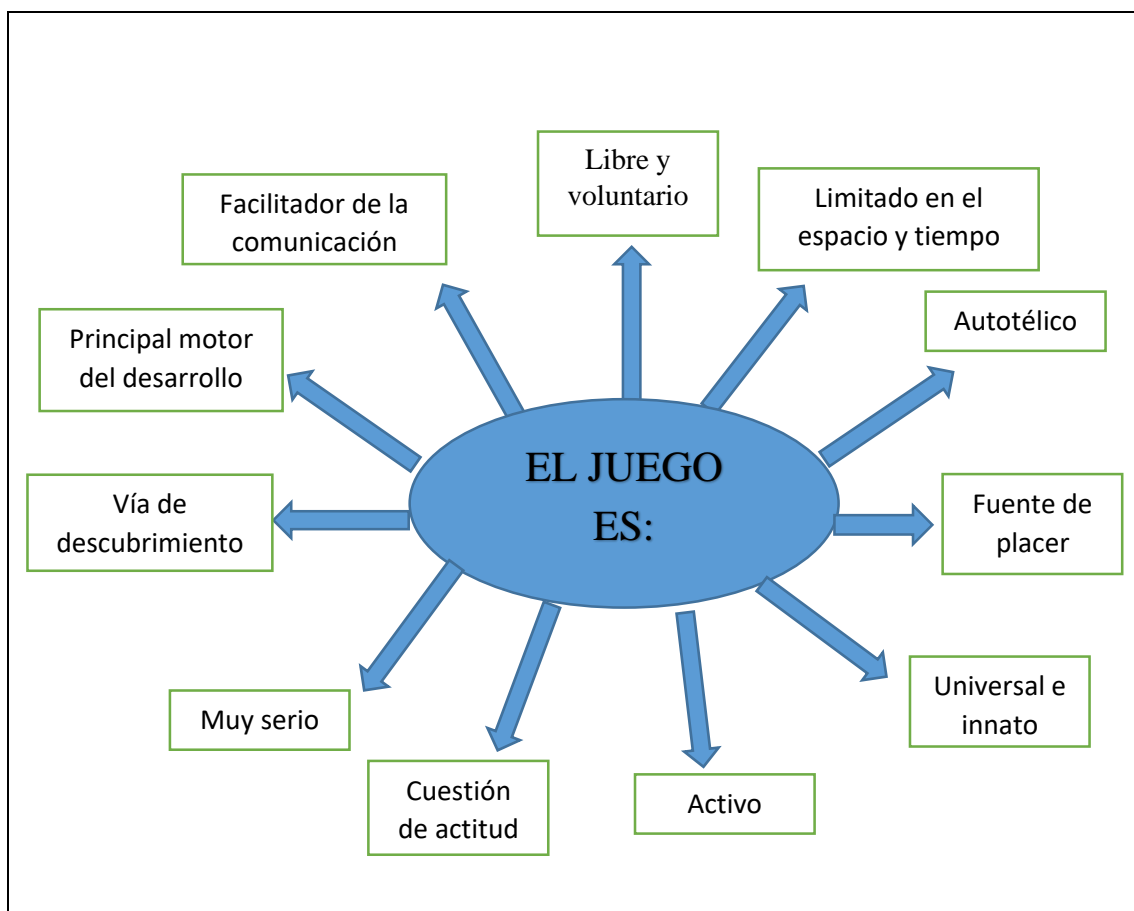 Libre y
voluntario
Facilitador de la
comunicación
Limitado en el
espacio y tiempo
Autotélico
Principal motor
del desarrollo
EL JUEGO
ES:
Vía de
descubrimiento
Fuente de
placer
Universal e
innato
Muy serio
Cuestión
de actitud
Activo